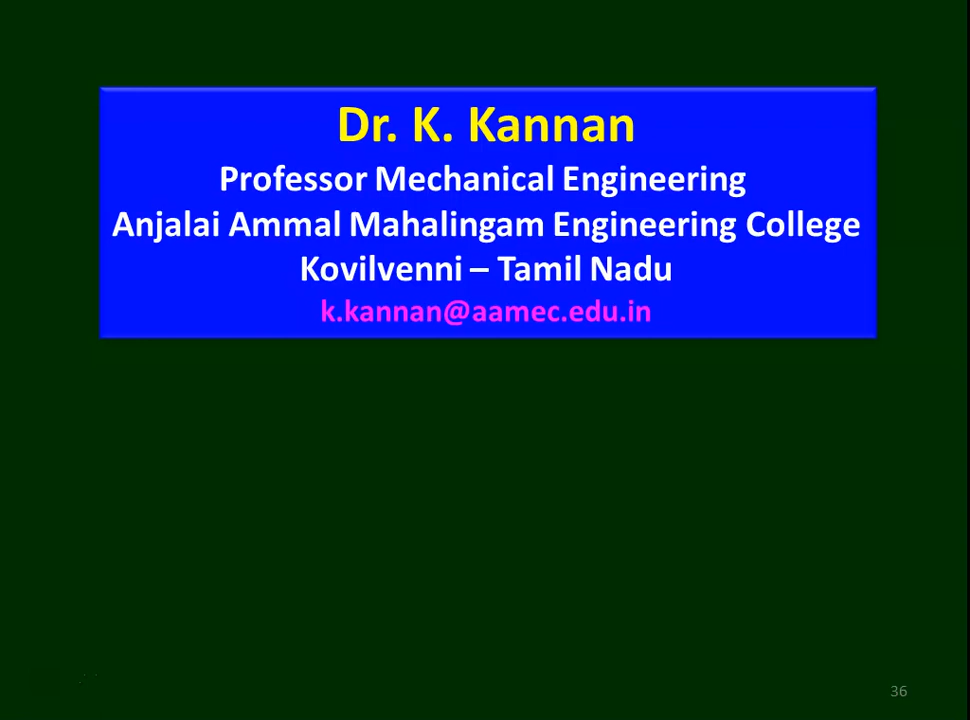 Dr. K. Kannan
Professor Mechanical Engineering
Anjalai Ammal Mahalingam Engineering College
Kovilvenni – Tamil Nadu
k.kannan@aamec.edu.in
36